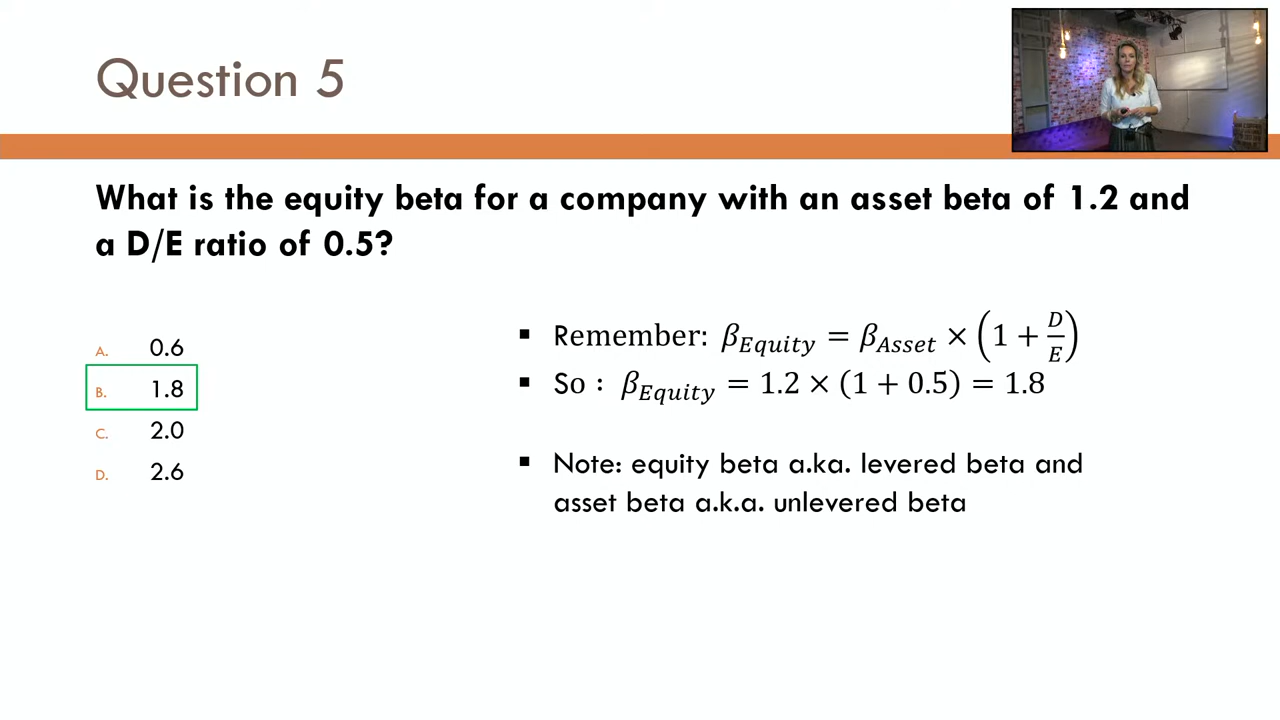 Question 5
What is the equity beta for a company with an asset beta of 1.2 and
a D/E ratio of 0.5?
A. 0.6
B. 1.8
C. 2.0
D. 2.6
▪ Remember: β_Equity = β_Asset × (1 + D/E)
▪ So : β_Equity = 1.2 × (1 + 0.5) = 1.8
▪ Note: equity beta a.ka. levered beta and
asset beta a.k.a. unlevered beta